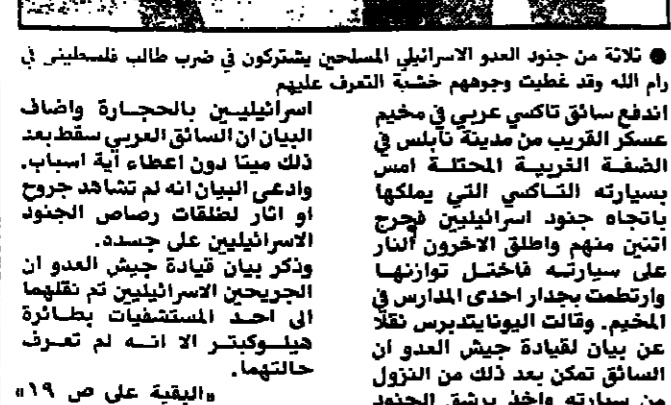 ● ثلاثة من جنود العدو الاسرائيلي المسلحين يشتركون في ضرب طالب فلسطيني في
رام الله وقد غطيت وجوههم خشية التعرف عليهم
اندفع سائق تاكسي عربي في مخيم
عسكر القريب من مدينة نابلس في
الضفة الغربية المحتلة امس
بسيارته التاكسي التي يملكها
باتجاه جنود اسرائيليين فجرح
اثنين منهم واطلق الاخرون النار
على سيارته فاختل توازنها
وارتطمت بجدار احدى المدارس في
المخيم. وقالت اليونايتدبرس نقلا
عن بيان لقيادة جيش العدو ان
السائق تمكن بعد ذلك من النزول
من سيارته واخذ يرشق الجنود
اسرائيليين بالحجارة واضاف
البيان ان السائق العربي سقط بعد
ذلك ميتا دون اعطاء أية اسباب.
وادعى البيان انه لم تشاهد جروح
او اثار لطلقات رصاص الجنود
الاسرائيليين على جسده.
وذكر بيان قيادة جيش العدو ان
الجريحين الاسرائيليين تم نقلهما
الى احد المستشفيات بطائرة
هيلوكبتر الا انه لم تعرف
حالتهما.
«البقية على ص ١٩»